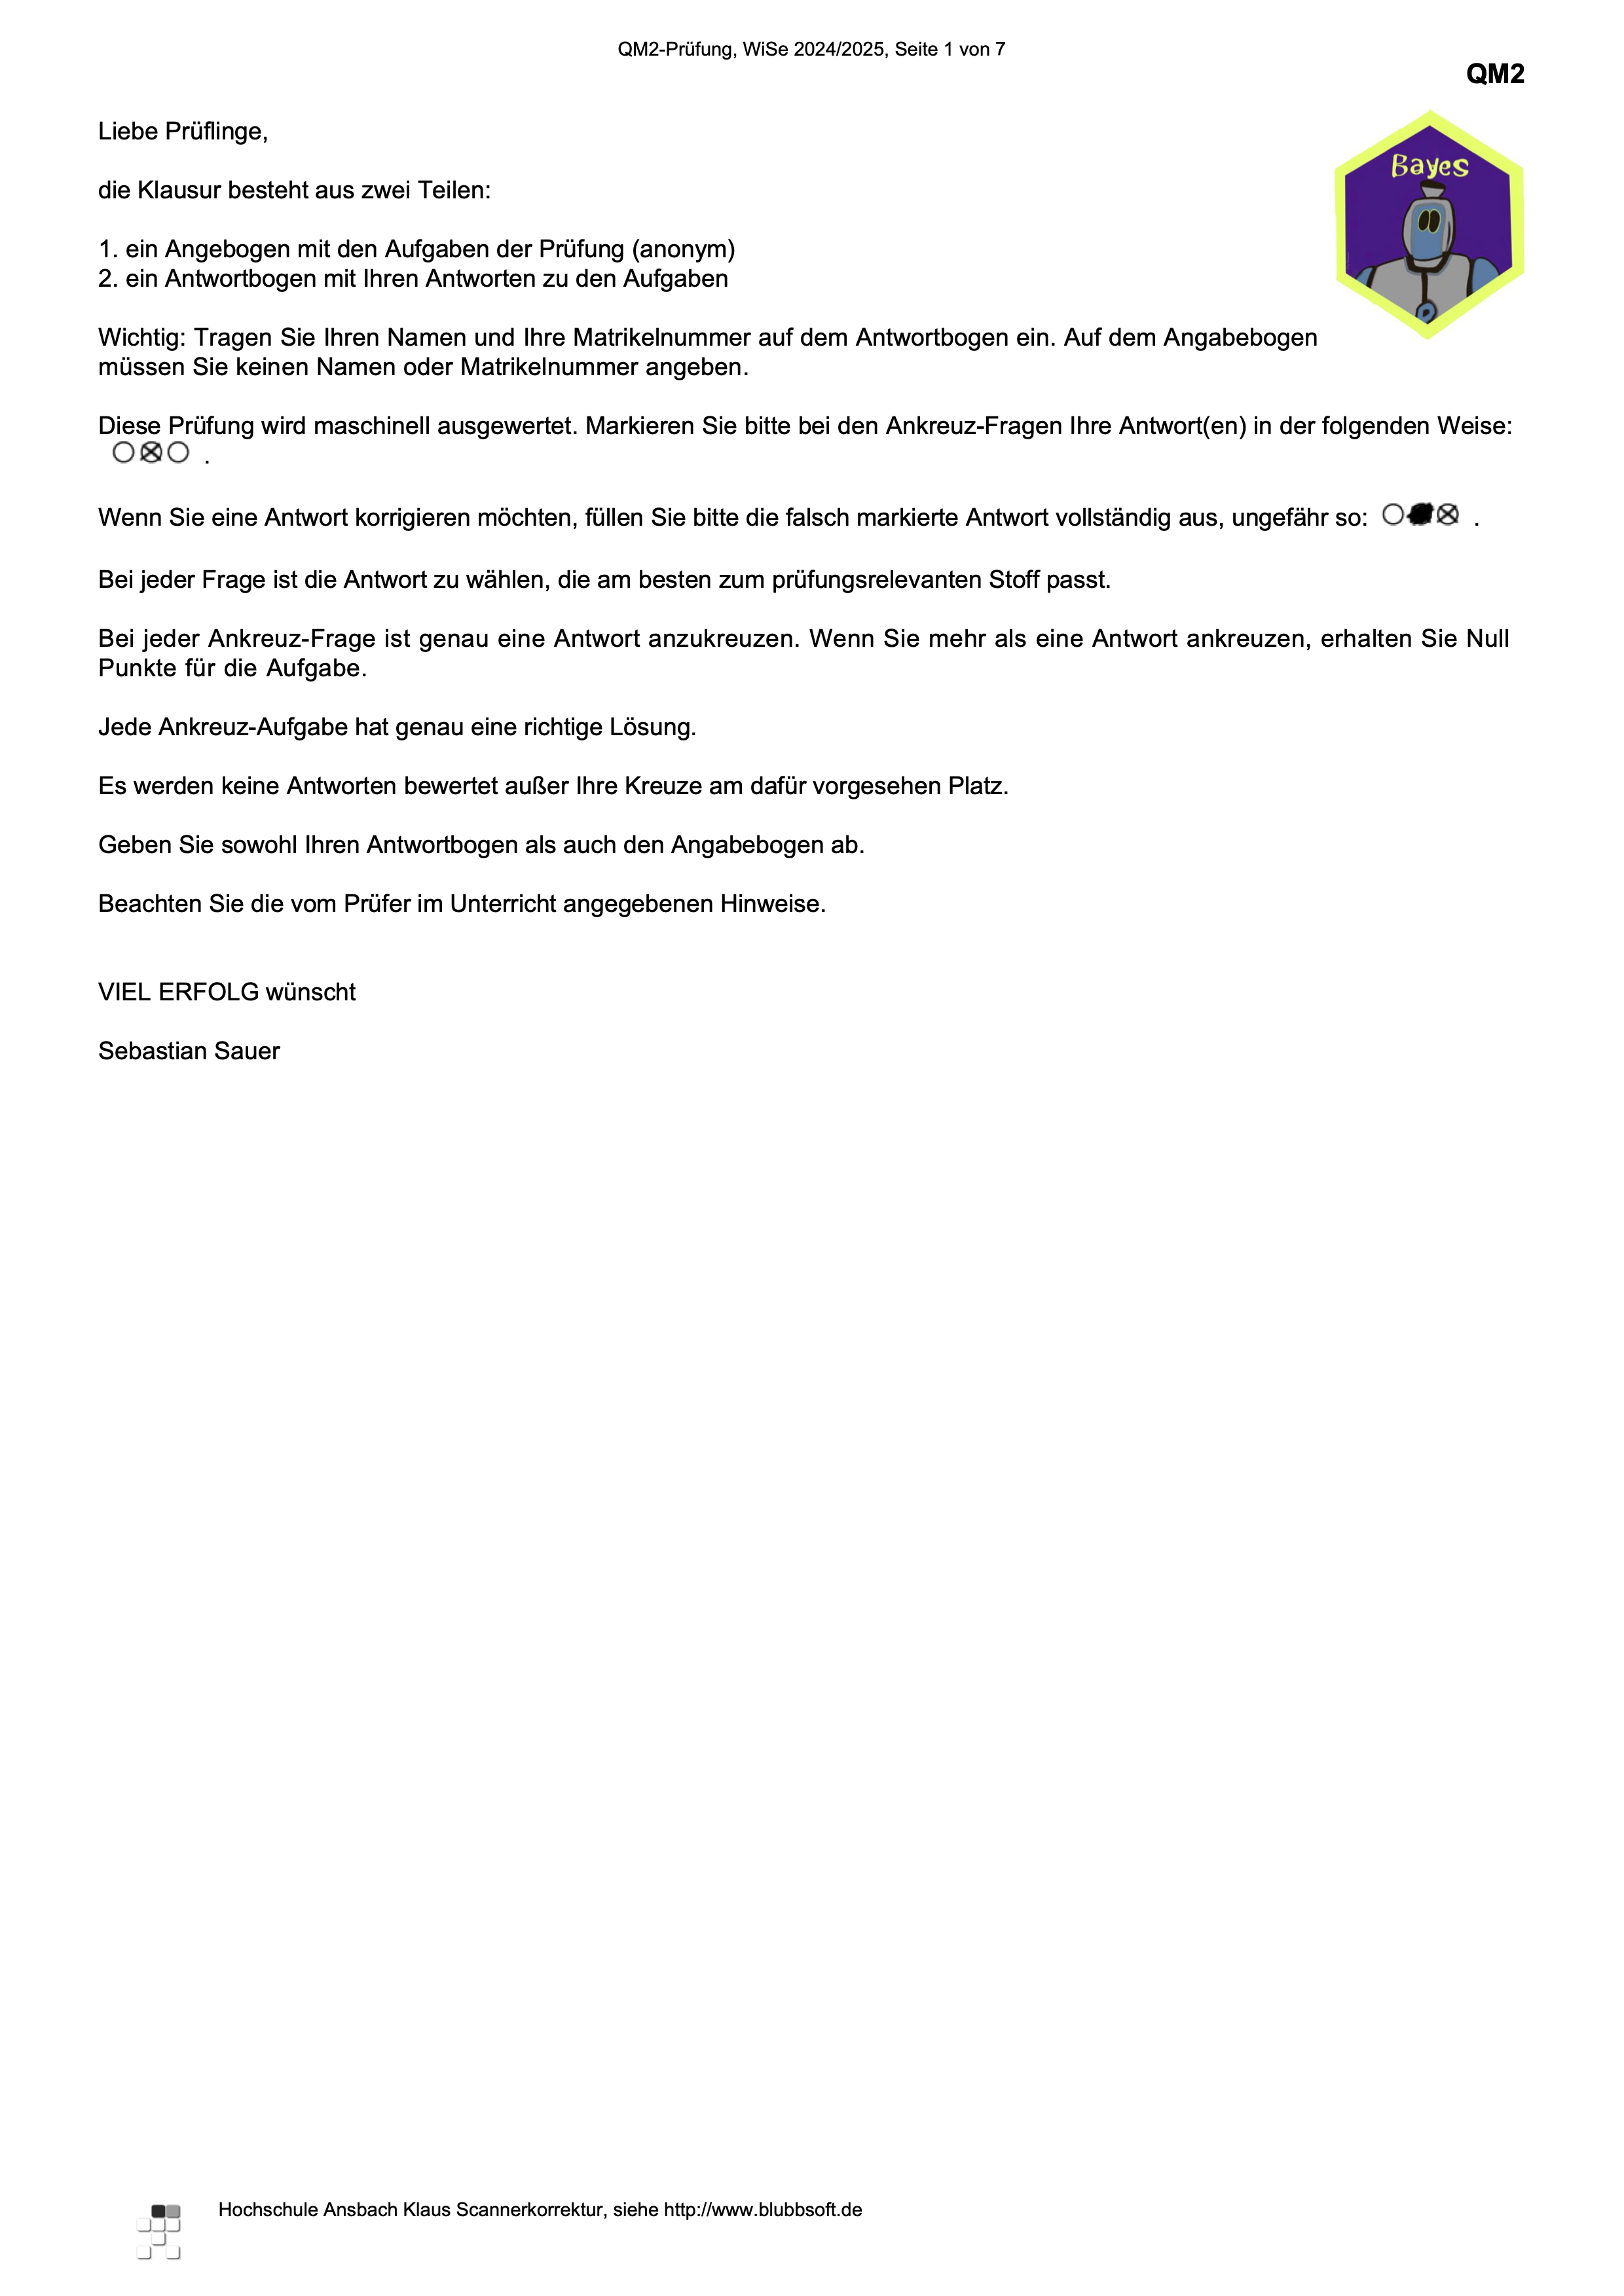 QM2-Prüfung, WiSe 2024/2025, Seite 1 von 7
QM2
Bayes
Liebe Prüflinge,
die Klausur besteht aus zwei Teilen:
1. ein Angebogen mit den Aufgaben der Prüfung (anonym)
2. ein Antwortbogen mit Ihren Antworten zu den Aufgaben
Wichtig: Tragen Sie Ihren Namen und Ihre Matrikelnummer auf dem Antwortbogen ein. Auf dem Angabebogen
müssen Sie keinen Namen oder Matrikelnummer angeben.
Diese Prüfung wird maschinell ausgewertet. Markieren Sie bitte bei den Ankreuz-Fragen Ihre Antwort(en) in der folgenden Weise:
.
Wenn Sie eine Antwort korrigieren möchten, füllen Sie bitte die falsch markierte Antwort vollständig aus, ungefähr so: .
Bei jeder Frage ist die Antwort zu wählen, die am besten zum prüfungsrelevanten Stoff passt.
Bei jeder Ankreuz-Frage ist genau eine Antwort anzukreuzen. Wenn Sie mehr als eine Antwort ankreuzen, erhalten Sie Null
Punkte für die Aufgabe.
Jede Ankreuz-Aufgabe hat genau eine richtige Lösung.
Es werden keine Antworten bewertet außer Ihre Kreuze am dafür vorgesehen Platz.
Geben Sie sowohl Ihren Antwortbogen als auch den Angabebogen ab.
Beachten Sie die vom Prüfer im Unterricht angegebenen Hinweise.
VIEL ERFOLG wünscht
Sebastian Sauer
Hochschule Ansbach Klaus Scannerkorrektur, siehe http://www.blubbsoft.de